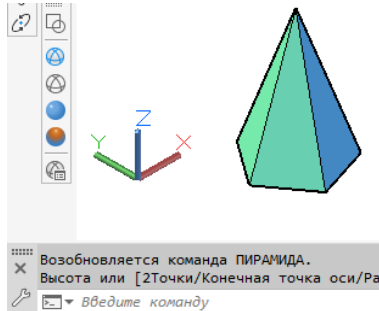 Z
Y
X
Возобновляется команда ПИРАМИДА.
Высота или [2Точки/Конечная точка оси/Ра
Введите команду